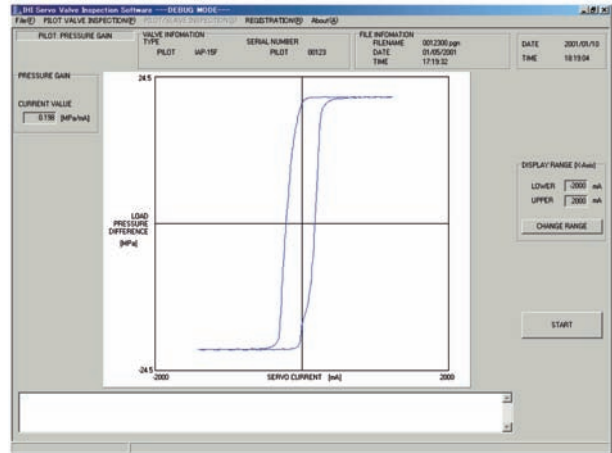 IHI Servo Valve Inspection Software ----DEBUG MODE----
File(F) PILOT VALVE INSPECTION(P) PILOT/SLAVE INSPECTION(S) REGISTRATION(R) About(A)
PILOT PRESSURE GAIN
VALVE INFOMATION
TYPE SERIAL NUMBER
PILOT IAP-15F PILOT 00123
FILE INFOMATION
FILENAME 0012300.pgn
DATE 01/05/2001
TIME 17:19:32
DATE 2001/01/10
TIME 18:19:04
PRESSURE GAIN
CURRENT VALUE
0.198 [MPa/mA]
24.5
LOAD
PRESSURE
DIFFERENCE
[MPa]
-24.5
-2000 SERVO CURRENT [mA] 2000
DISPLAY RANGE [X-Axis]
LOWER -2000 mA
UPPER 2000 mA
CHANGE RANGE
START